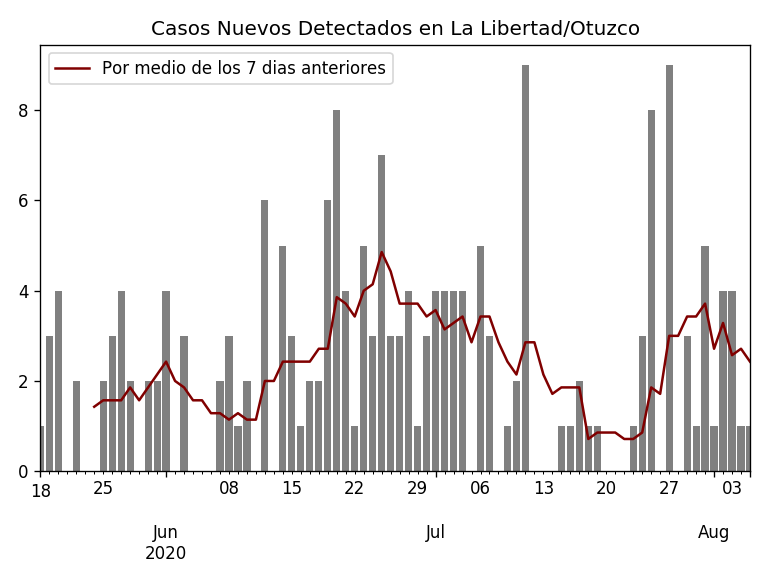 Casos Nuevos Detectados en La Libertad/Otuzco
Por medio de los 7 dias anteriores
8
6
4
2
0
18 25 08 15 22 29 06 13 20 27 03
Jun Jul Aug
2020